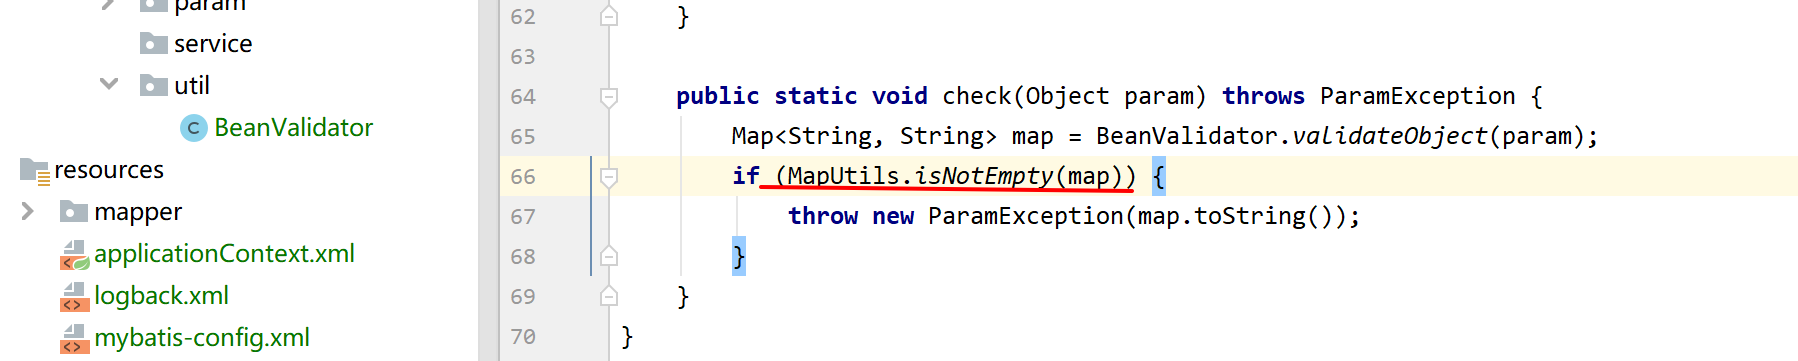 param
service
util
BeanValidator
resources
mapper
applicationContext.xml
logback.xml
mybatis-config.xml
62 }
63
64 public static void check(Object param) throws ParamException {
65 Map<String, String> map = BeanValidator.validateObject(param);
66 if (MapUtils.isNotEmpty(map)) {
67 throw new ParamException(map.toString());
68 }
69 }
70 }